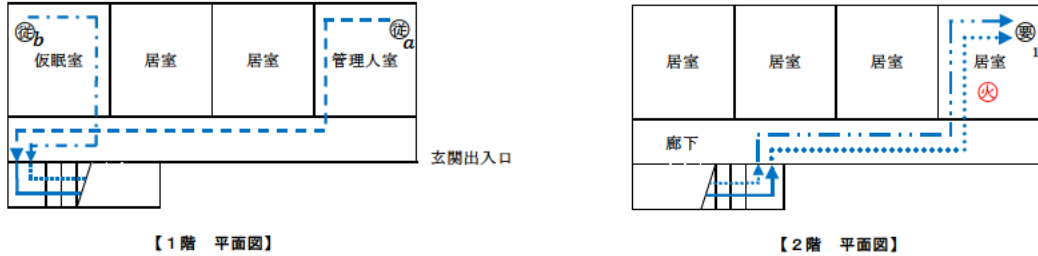 従b
仮眠室
居室
居室
管理人室
従a
玄関出入口
【１階　平面図】
居室
居室
居室
居室
要1
火
廊下
【２階　平面図】